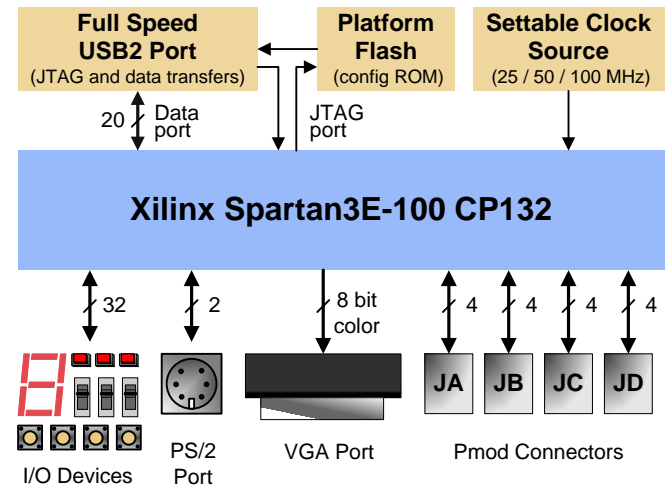 Full Speed
USB2 Port
(JTAG and data transfers)
Platform
Flash
(config ROM)
Settable Clock
Source
(25 / 50 / 100 MHz)
20
Data
port
JTAG
port
Xilinx Spartan3E-100 CP132
32
2
8 bit
color
4
4
4
4
JA
JB
JC
JD
I/O Devices
PS/2
Port
VGA Port
Pmod Connectors